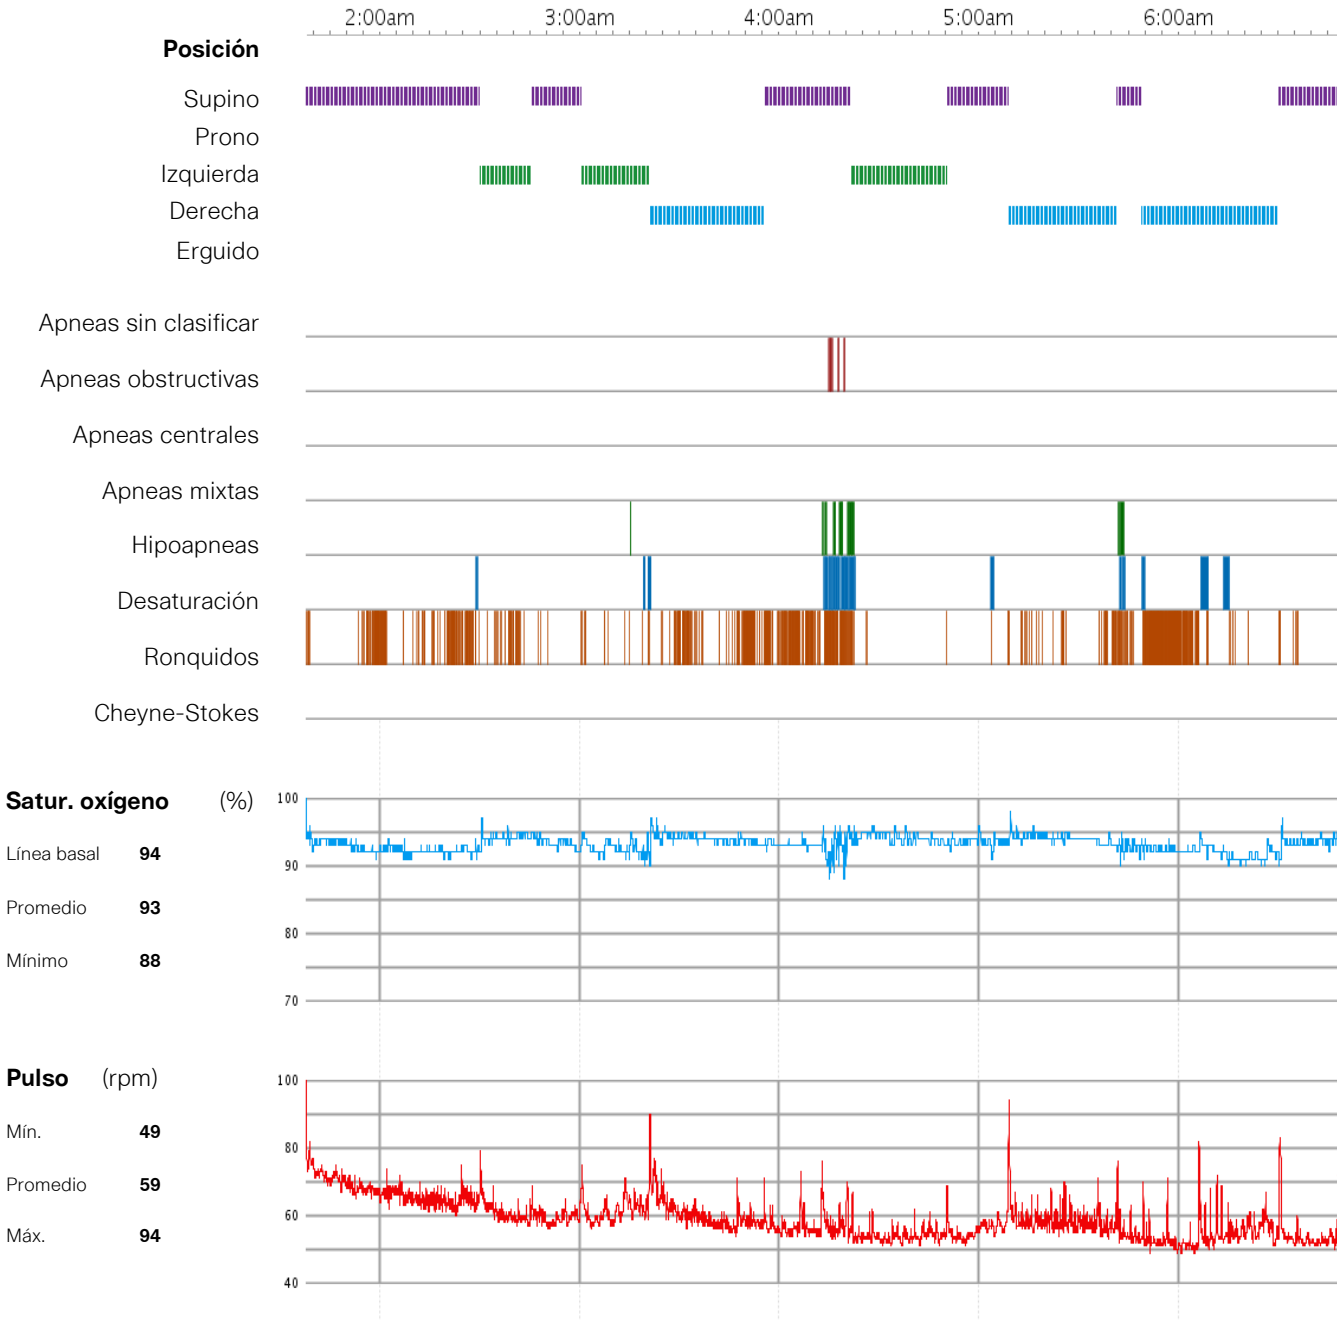 2:00am 3:00am 4:00am 5:00am 6:00am
Posición
Supino
Prono
Izquierda
Derecha
Erguido
Apneas sin clasificar
Apneas obstructivas
Apneas centrales
Apneas mixtas
Hipoapneas
Desaturación
Ronquidos
Cheyne-Stokes
Satur. oxígeno (%) 100
Línea basal 94
90
Promedio 93
80
Mínimo 88
70
Pulso (rpm) 100
Mín. 49
80
Promedio 59
60
Máx. 94
40